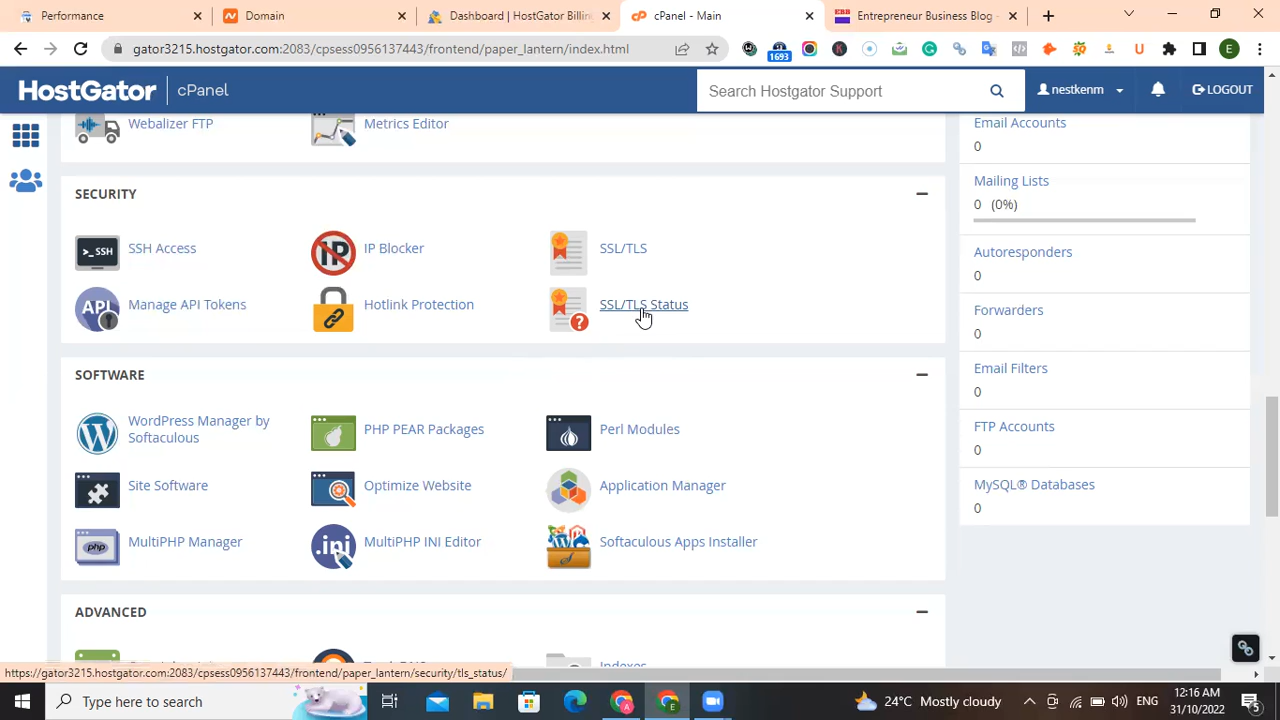 Performance
Domain
Dashboard | HostGator Billing
cPanel - Main
Entrepreneur Business Blog -
gator3215.hostgator.com:2083/cpsess0956137443/frontend/paper_lantern/index.html
1693
E
HostGator
cPanel
Search Hostgator Support
nestkenm
LOGOUT
Webalizer FTP
Metrics Editor
SECURITY
SSH Access
IP Blocker
SSL/TLS
Manage API Tokens
Hotlink Protection
SSL/TLS Status
SOFTWARE
WordPress Manager by
Softaculous
PHP PEAR Packages
Perl Modules
Site Software
Optimize Website
Application Manager
MultiPHP Manager
MultiPHP INI Editor
Softaculous Apps Installer
ADVANCED
Indexes
Email Accounts
0
Mailing Lists
0 (0%)
Autoresponders
0
Forwarders
0
Email Filters
0
FTP Accounts
0
MySQL® Databases
0
https://gator3215.hostgator.com:2083/cpsess0956137443/frontend/paper_lantern/security/tls_status/
Type here to search
24°C Mostly cloudy
ENG
12:16 AM
31/10/2022
5